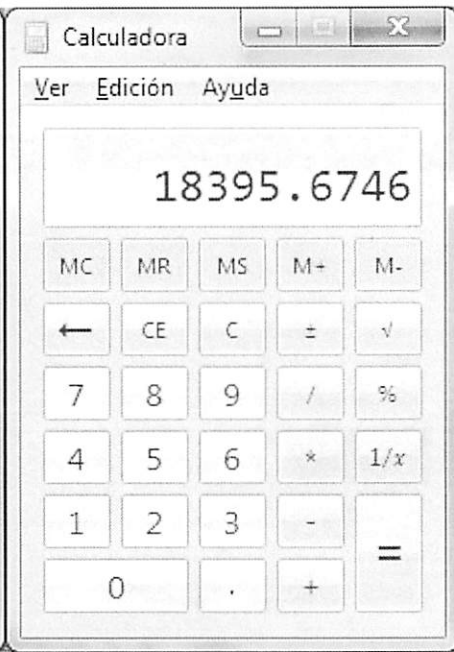 Calculadora
Ver Edición Ayuda
18395.6746
MC MR MS M+ M-
← CE C ± √
7 8 9 / %
4 5 6 * 1/x
1 2 3 - =
0 . +